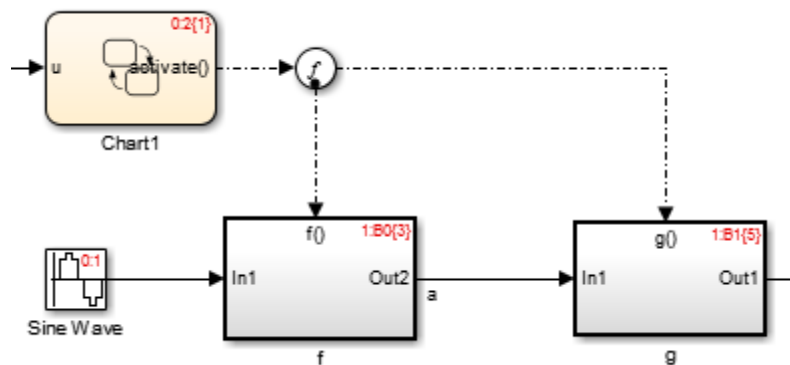 0:2{1}
u
activate()
f
Chart1
f()
1:B0{3}
g()
1:B1{5}
0:1
In1
Out2
In1
Out1
a
Sine Wave
f
g